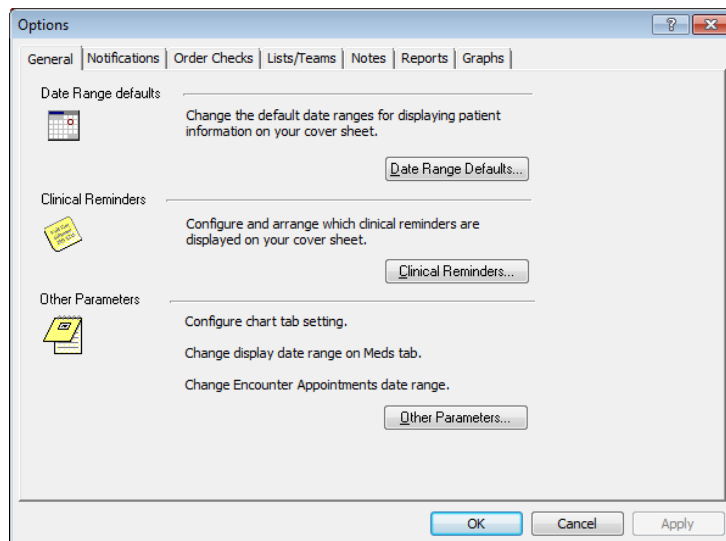 Options
General
Notifications
Order Checks
Lists/Teams
Notes
Reports
Graphs
Date Range defaults
Change the default date ranges for displaying patient
information on your cover sheet.
Date Range Defaults...
Clinical Reminders
Configure and arrange which clinical reminders are
displayed on your cover sheet.
Clinical Reminders...
Other Parameters
Configure chart tab setting.
Change display date range on Meds tab.
Change Encounter Appointments date range.
Other Parameters...
OK
Cancel
Apply